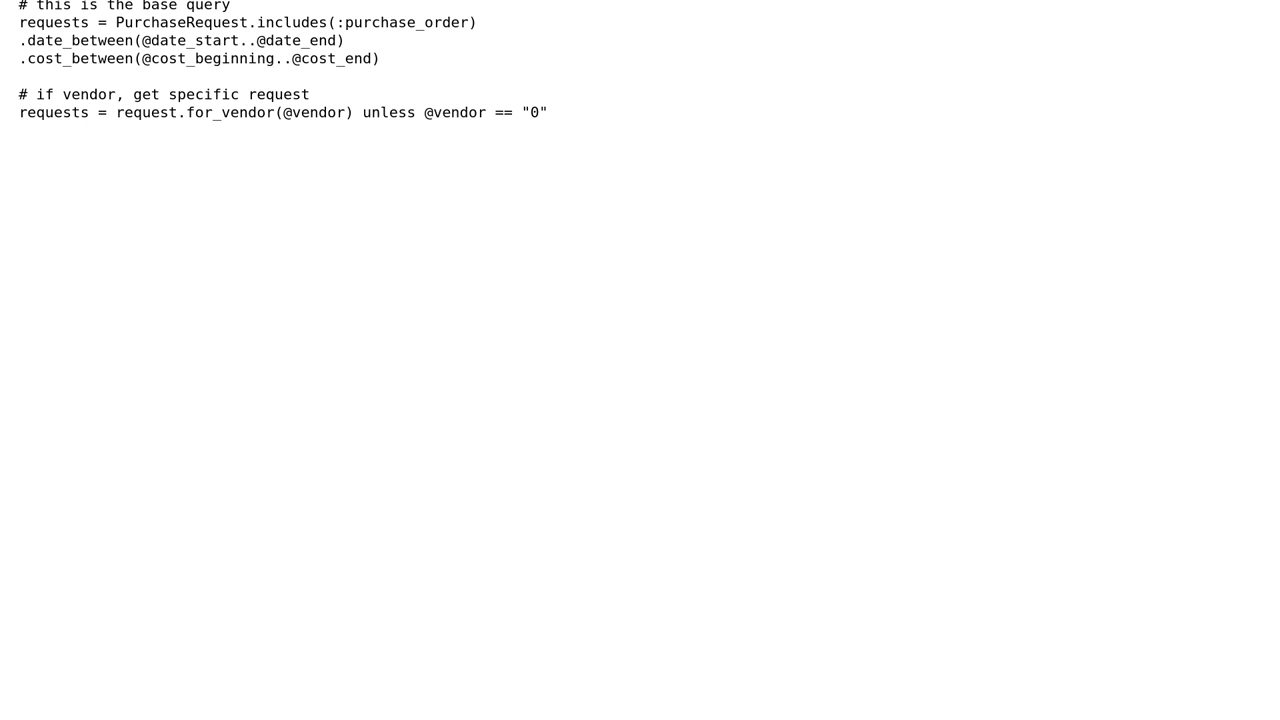 # this is the base query
requests = PurchaseRequest.includes(:purchase_order)
.date_between(@date_start..@date_end)
.cost_between(@cost_beginning..@cost_end)
# if vendor, get specific request
requests = request.for_vendor(@vendor) unless @vendor == "0"